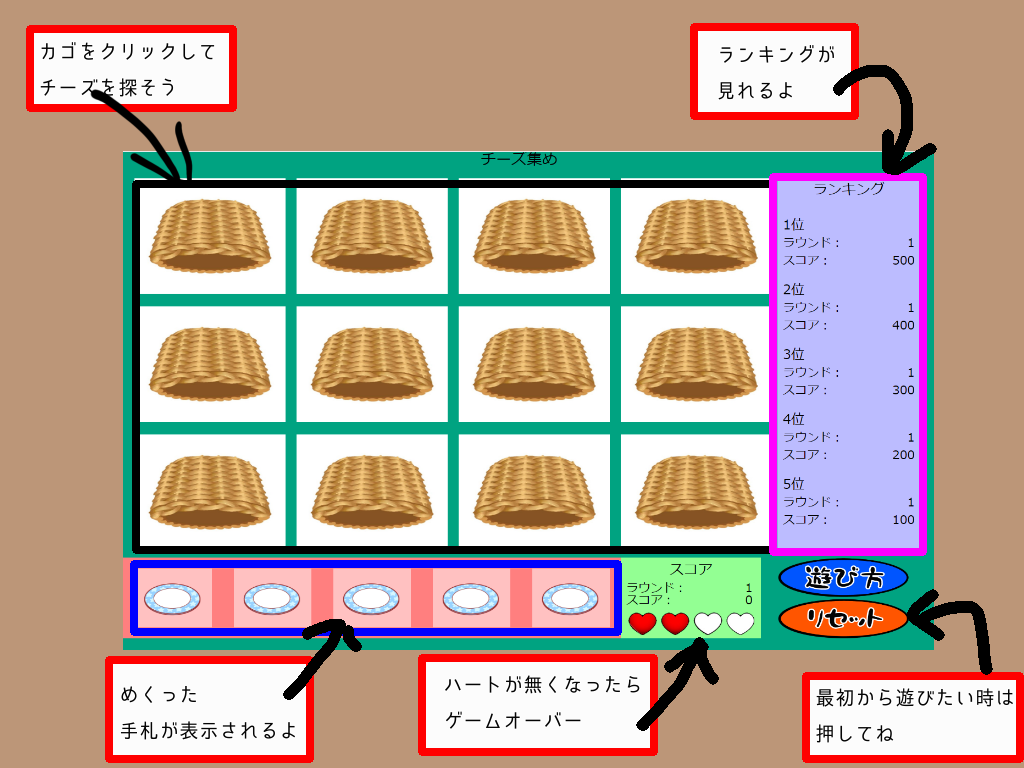 カゴをクリックして
チーズを探そう
ランキングが
見れるよ
チーズ集め
ランキング
1位
ラウンド： 1
スコア： 500
2位
ラウンド： 1
スコア： 400
3位
ラウンド： 1
スコア： 300
4位
ラウンド： 1
スコア： 200
5位
ラウンド： 1
スコア： 100
スコア
ラウンド： 1
スコア： 0
遊び方
リセット
めくった
手札が表示されるよ
ハートが無くなったら
ゲームオーバー
最初から遊びたい時は
押してね